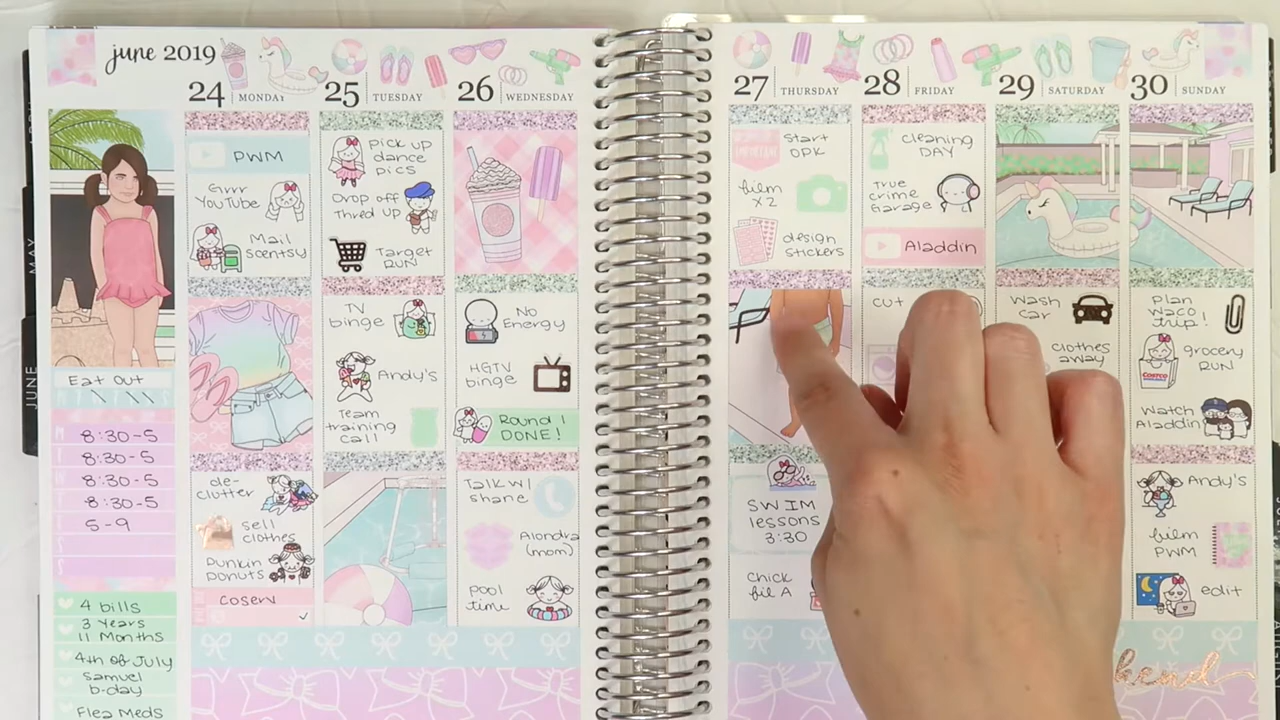 june 2019
24 MONDAY
25 TUESDAY
26 WEDNESDAY
27 THURSDAY
28 FRIDAY
29 SATURDAY
30 SUNDAY
Eat Out
8:30-5
8:30-5
8:30-5
8:30-5
5-9
4 bills
3 Years
11 Months
4th of July
Samuel
b-day
Flea Meds
PWM
Grrr
YouTube
Mail
scentsy
de-
clutter
sell
clothes
Dunkin
Donuts
Coserv
pick up
dance
pics
Drop off
Thred up
Target
RUN
TV
binge
Andy's
Team
training
call
No
Energy
HGTV
binge
Round 1
DONE!
Talk w/
Shane
Alondra
(mom)
pool
time
IMPORTANT
Start
OPK
film
x2
design
stickers
SWIM
lessons
3:30
chick
fil A
cleaning
DAY
True
crime
Garage
Aladdin
cut
Wash
car
clothes
away
plan
Waco
trip!
COSTCO
grocery
RUN
Watch
Aladdin
Andy's
film
PWM
edit
JUNE
MAY